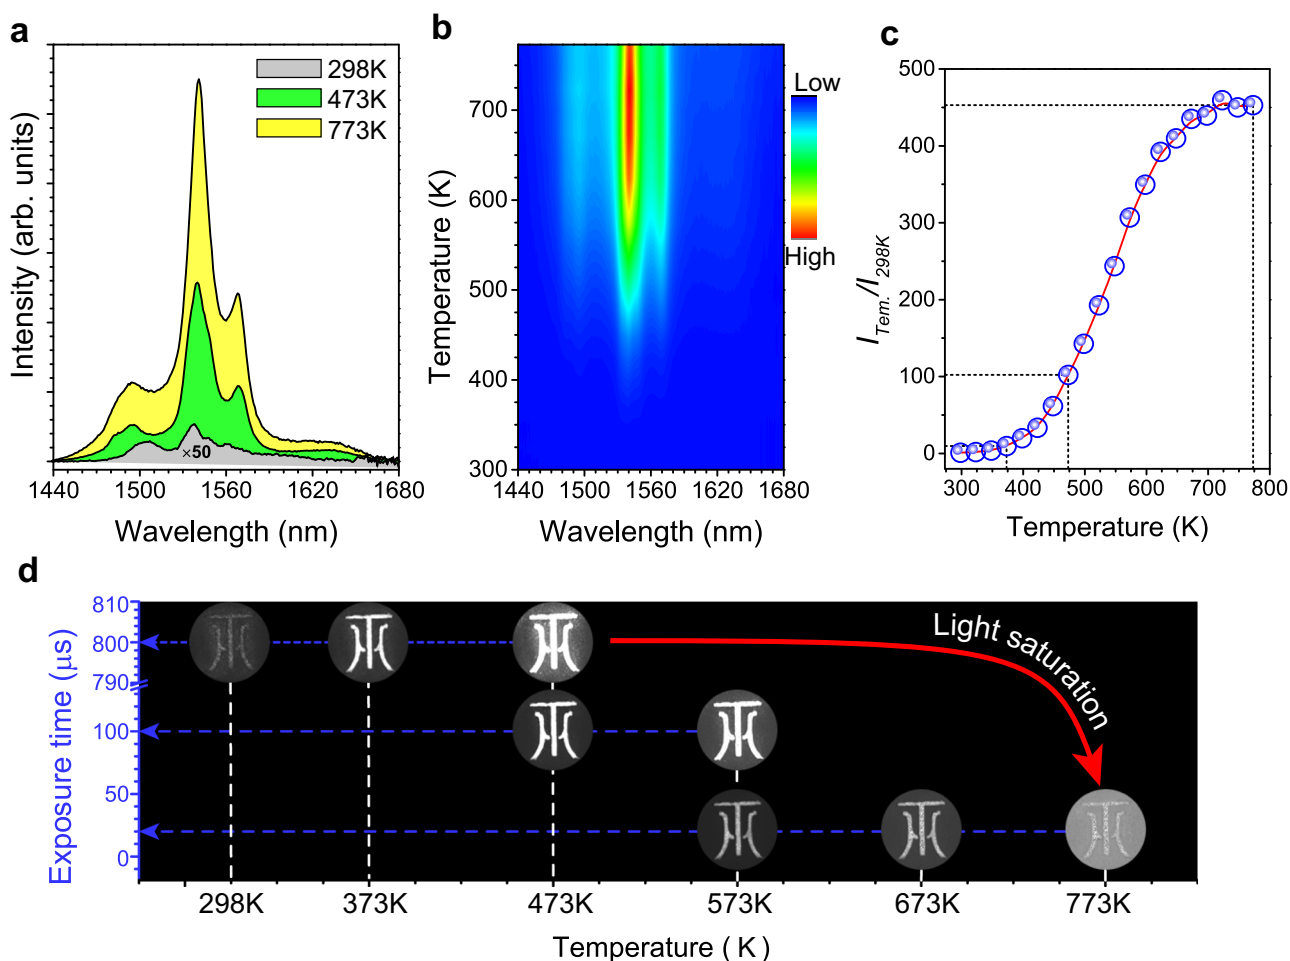 a
298K
473K
773K
×50
Intensity (arb. units)
1440 1500 1560 1620 1680
Wavelength (nm)
b
Low
High
700
600
500
400
300
Temperature (K)
1440 1500 1560 1620 1680
Wavelength (nm)
c
500
400
300
200
100
0
I_Tem./I_298K
300 400 500 600 700 800
Temperature (K)
d
810
800
790
100
50
0
Exposure time (μs)
Light saturation
298K 373K 473K 573K 673K 773K
Temperature ( K )